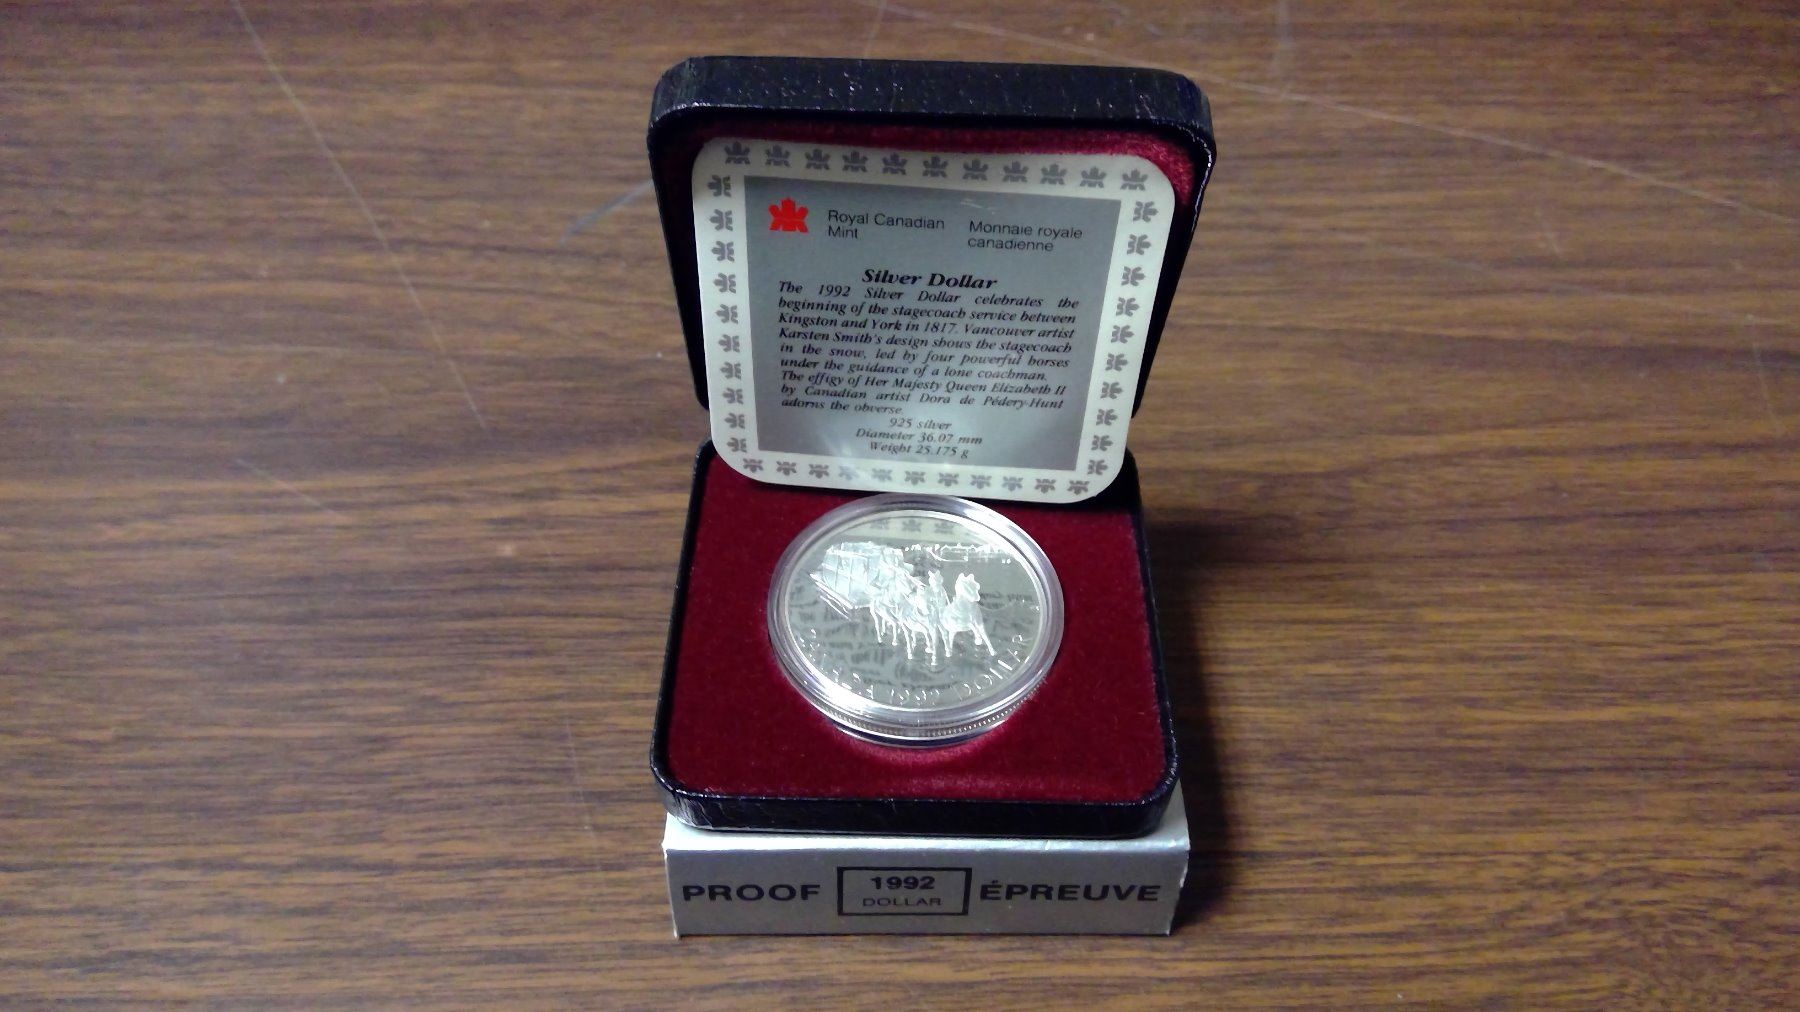 Royal Canadian Mint
Monnaie royale canadienne
Silver Dollar
The 1992 Silver Dollar celebrates the
beginning of the stagecoach service between
Kingston and York in 1817. Vancouver artist
Karsten Smith's design shows the stagecoach
in the snow, led by four powerful horses
under the guidance of a lone coachman.
The effigy of Her Majesty Queen Elizabeth II
by Canadian artist Dora de Pédery-Hunt
adorns the obverse.
925 silver
Diameter 36.07 mm
Weight 25.175 g
CANADA 1992 DOLLAR
PROOF 1992 ÉPREUVE
DOLLAR